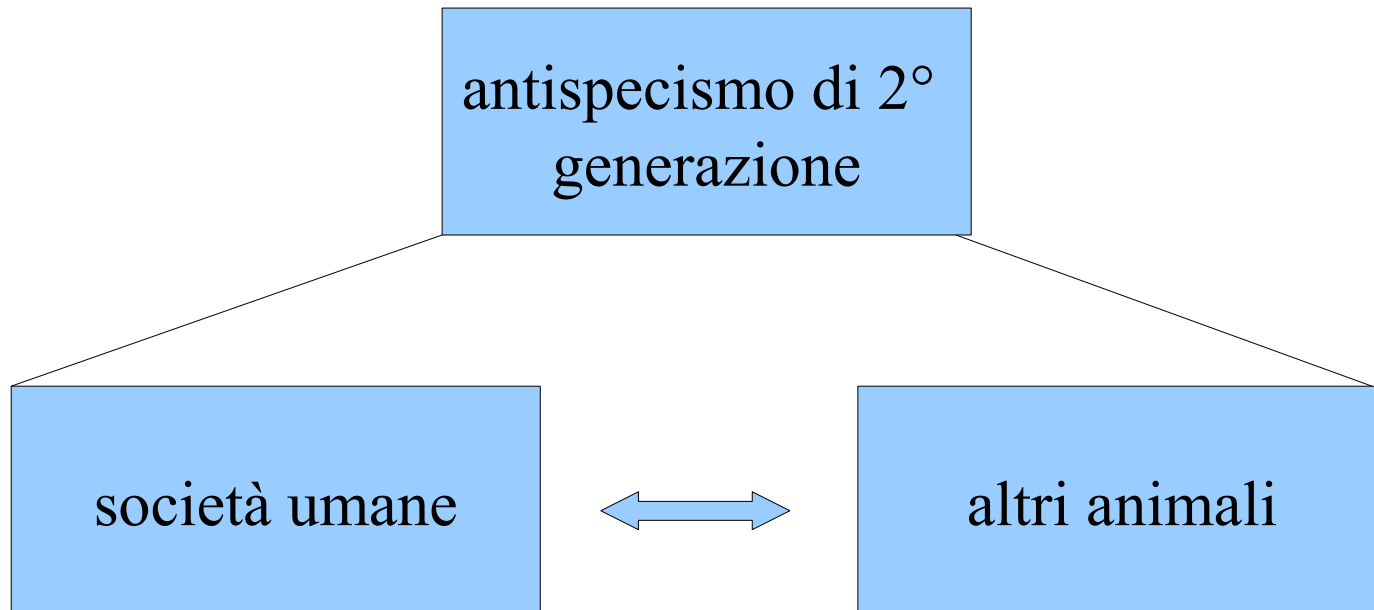 antispecismo di 2°
generazione
società umane
altri animali